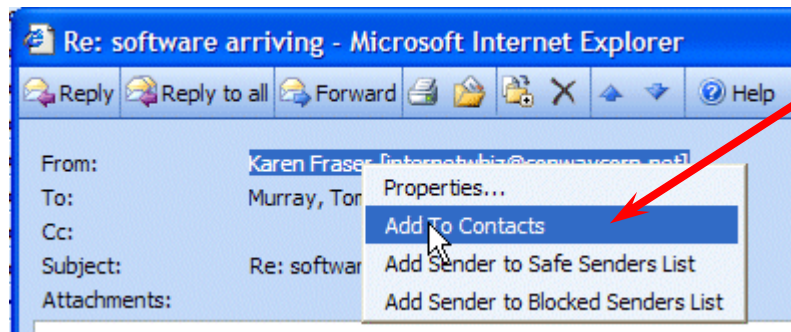 Re: software arriving - Microsoft Internet Explorer
Reply Reply to all Forward Help
From: Karen Fraser [internetwhiz@conwaycorp.net]
To: Murray, Tom
Cc:
Subject: Re: softwar
Attachments:
Properties...
Add To Contacts
Add Sender to Safe Senders List
Add Sender to Blocked Senders List